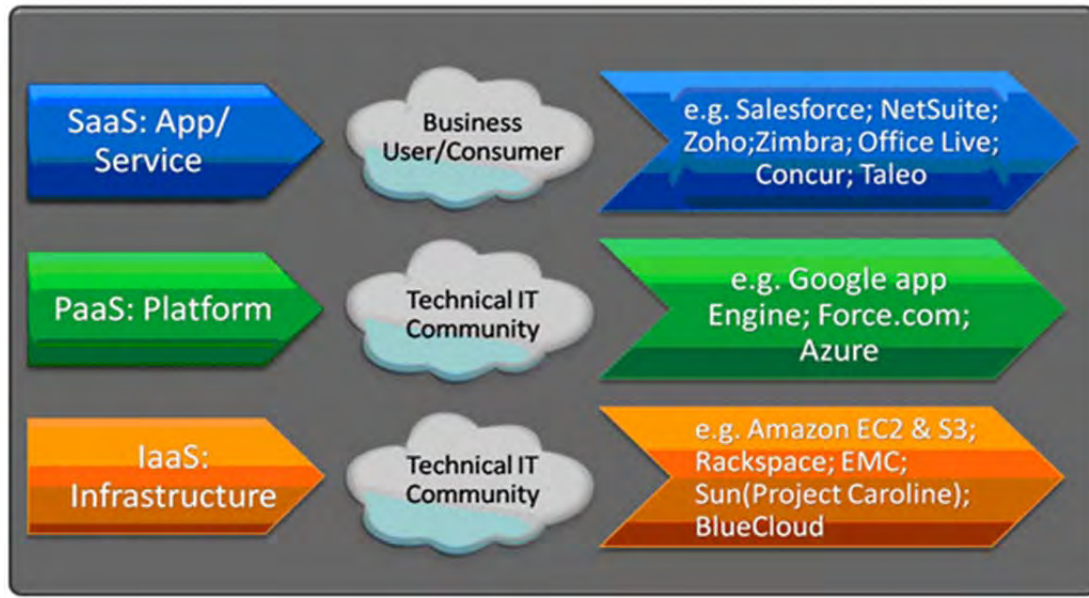 SaaS: App/
Service
Business
User/Consumer
e.g. Salesforce; NetSuite;
Zoho;Zimbra; Office Live;
Concur; Taleo
PaaS: Platform
Technical IT
Community
e.g. Google app
Engine; Force.com;
Azure
IaaS:
Infrastructure
Technical IT
Community
e.g. Amazon EC2 & S3;
Rackspace; EMC;
Sun(Project Caroline);
BlueCloud